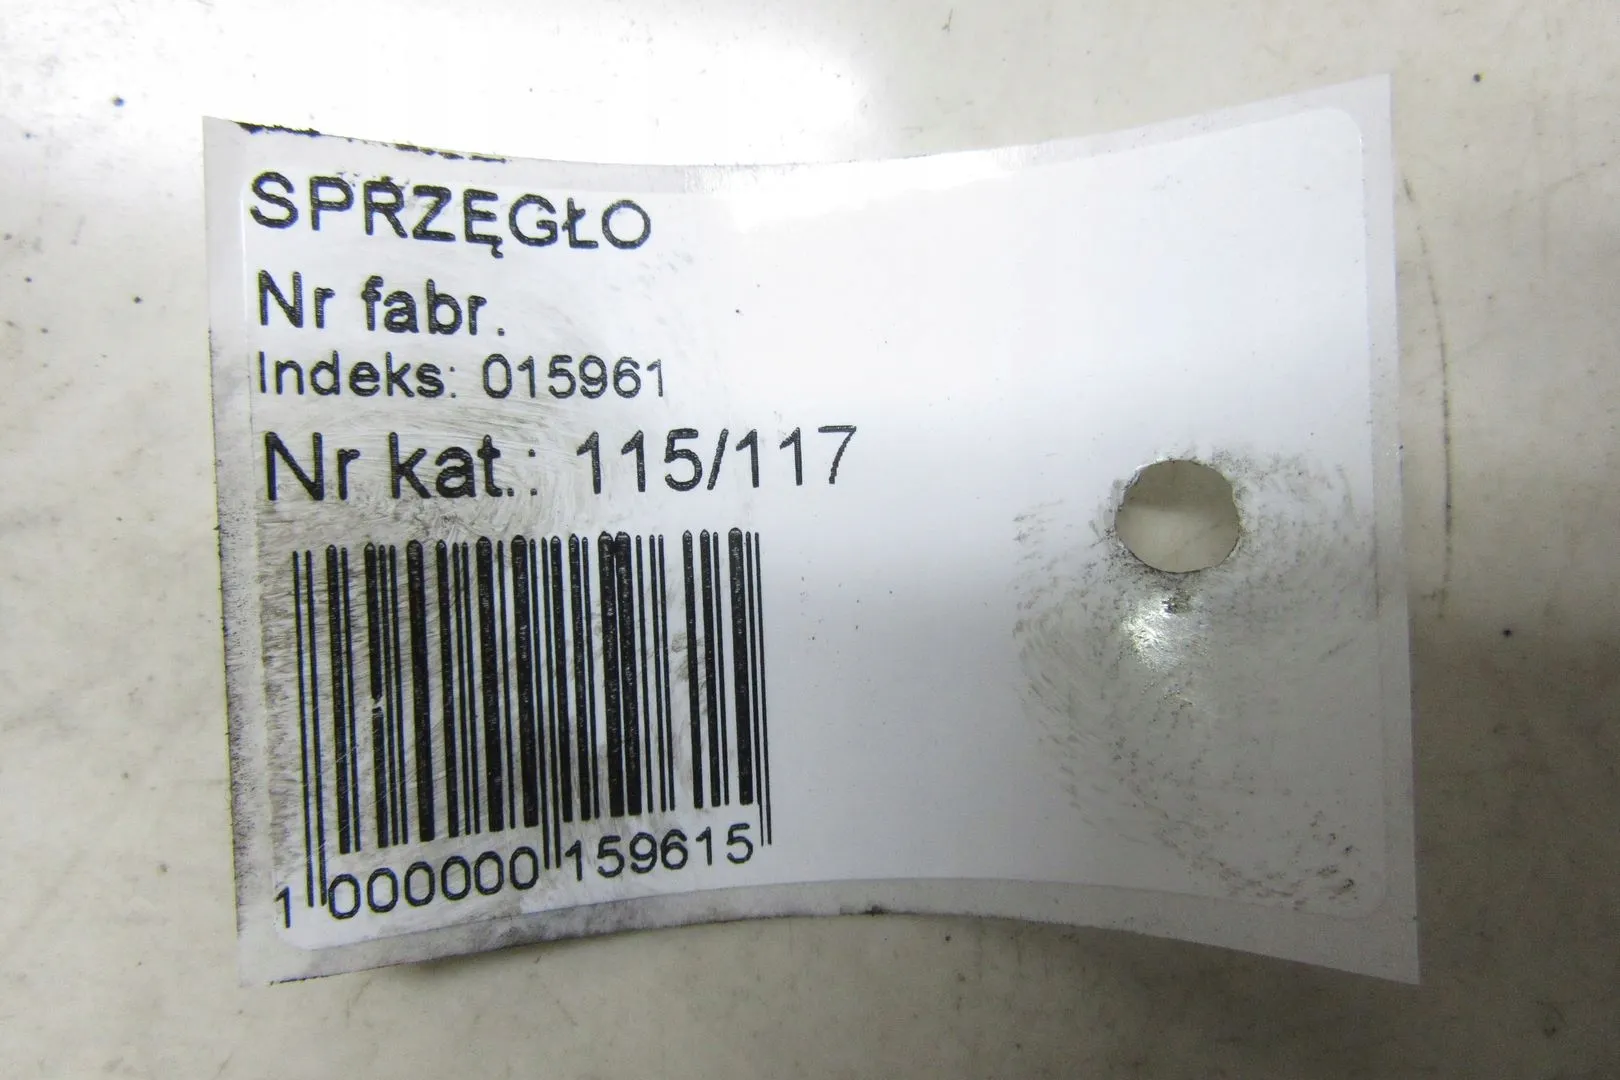 SPRZĘGŁO
Nr fabr.
Indeks: 015961
Nr kat.: 115/117
1 000000 159615